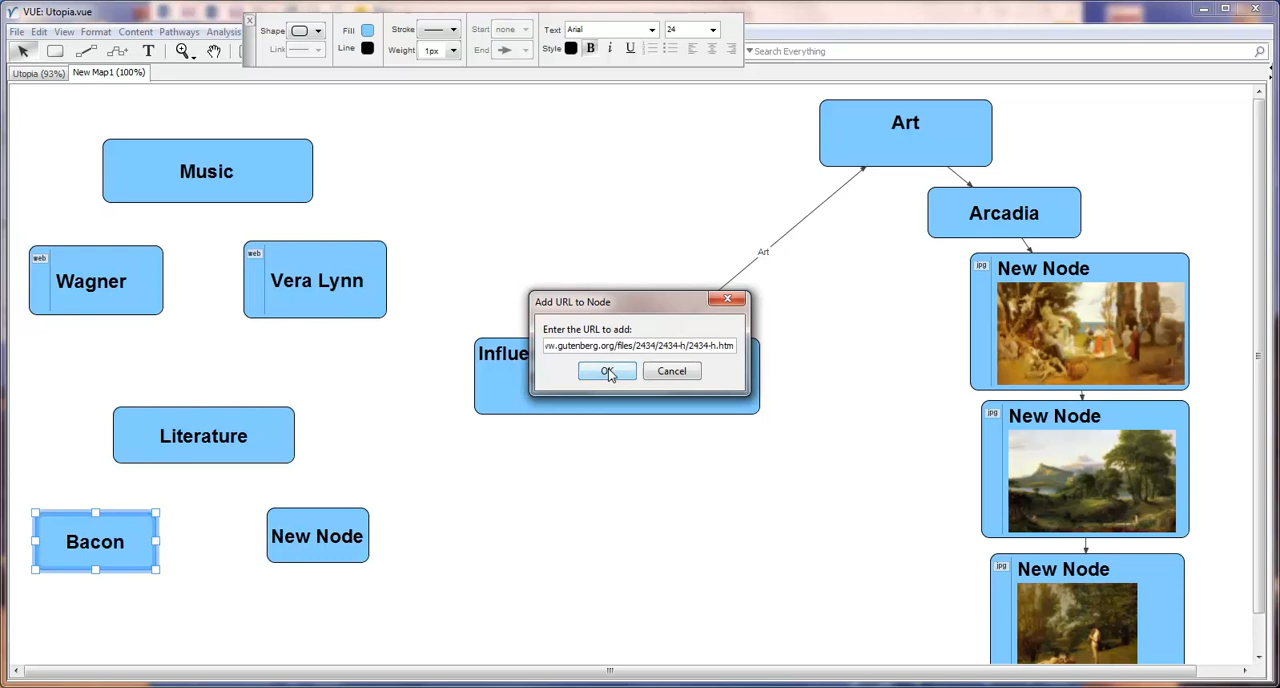 VUE: Utopia.vue
File Edit View Format Content Pathways Analysis
Shape: Fill: Stroke Start: none Text Arial 24
Link: Line: Weight 1px End: Style B i U
Search Everything
Utopia (93%) New Map1 (100%)
Art
Music
Arcadia
web Wagner
web Vera Lynn
Art
jpg New Node
Add URL to Node
Enter the URL to add:
vw.gutenberg.org/files/2434/2434-h/2434-h.htm
OK Cancel
Influe
jpg New Node
Literature
Bacon
New Node
jpg New Node